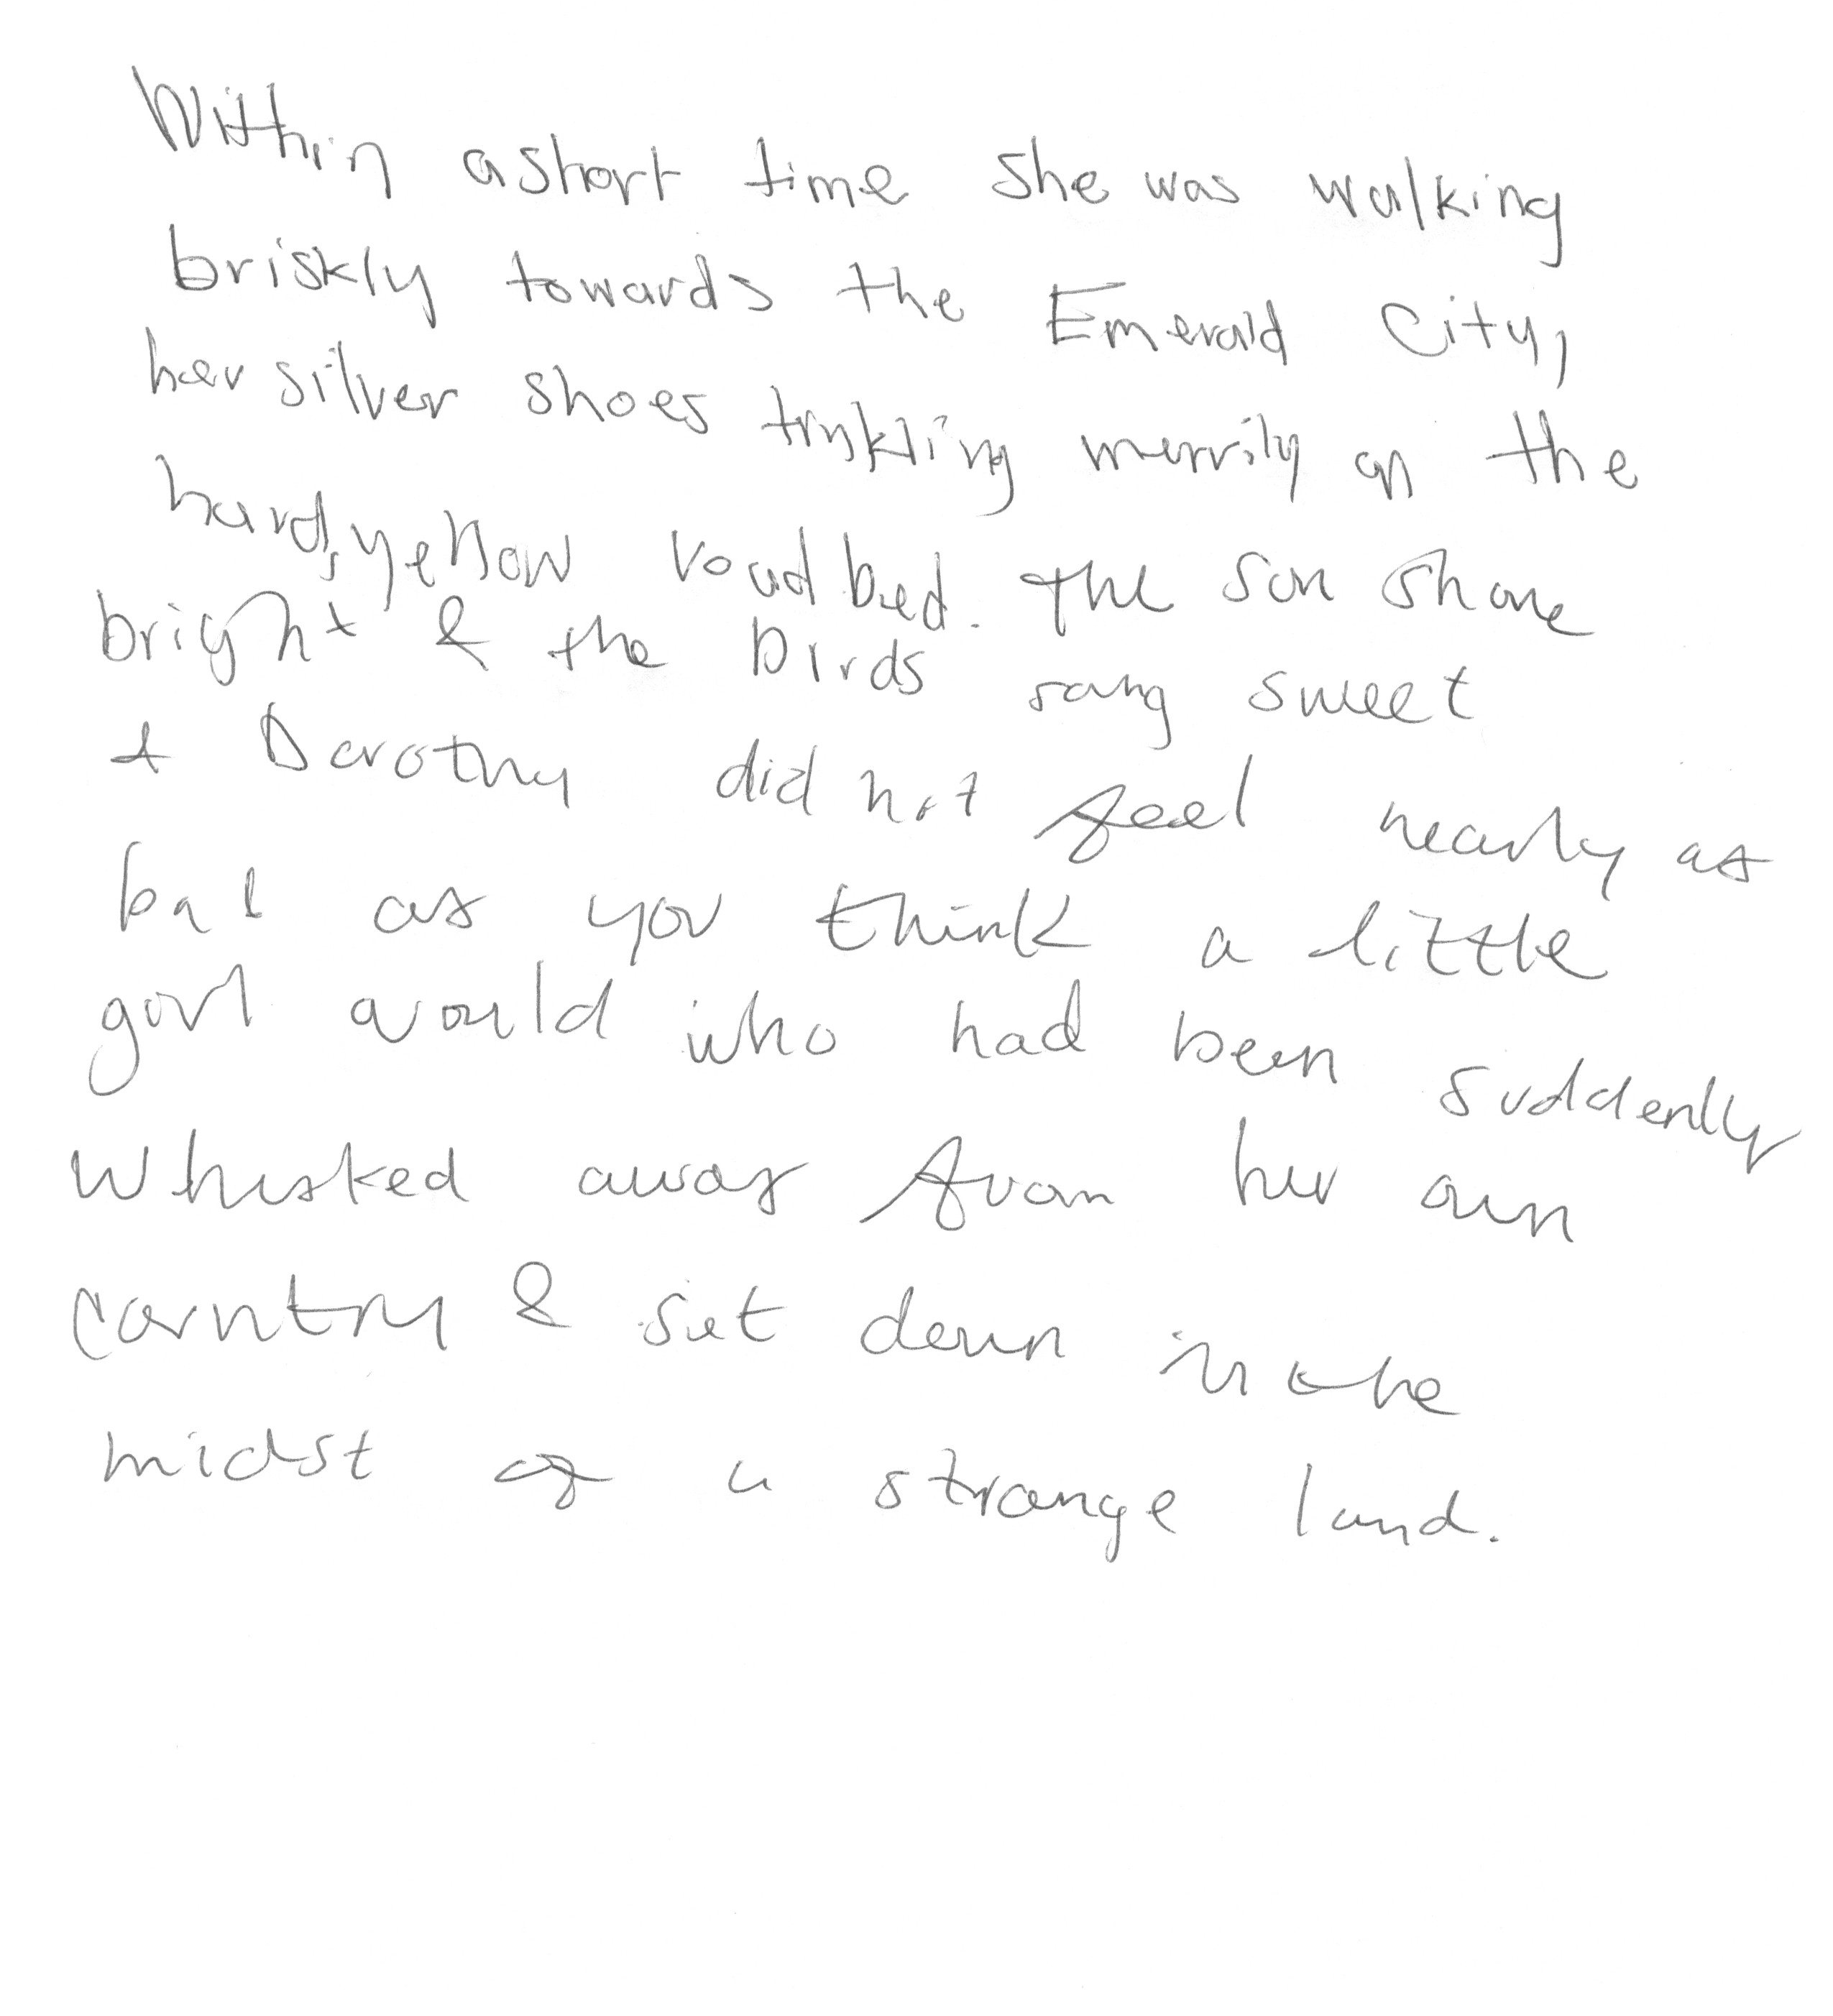 Within a short time she was walking
briskly towards the Emerald City,
her silver shoes tinkling merrily on the
hard, yellow road bed. The son shone
bright & the birds sang sweet
& Dorothy did not feel nearly as
bad as you think a little
girl would who had been suddenly
whisked away from her own
country & set down in the
midst of a strange land.